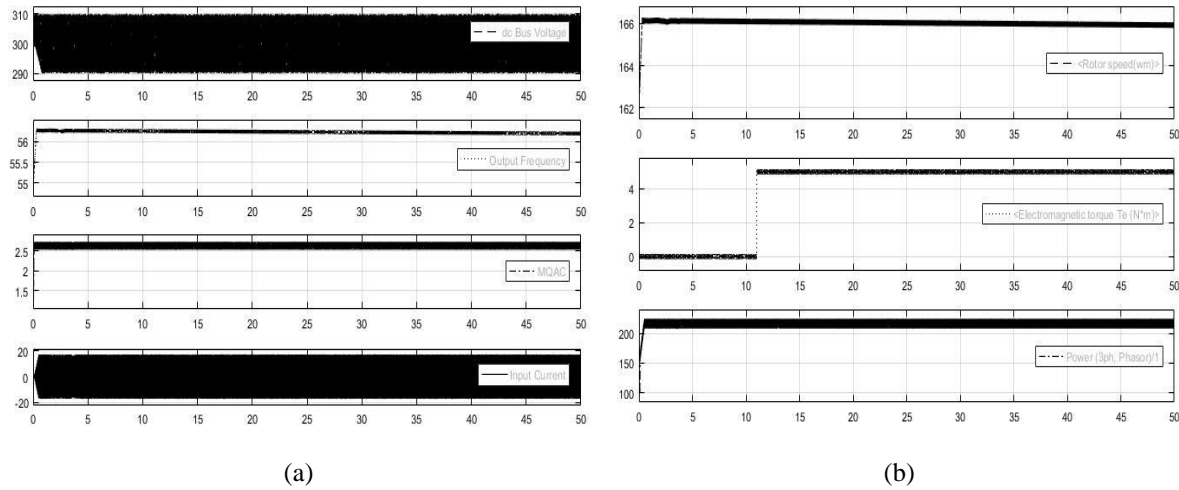 310
300
290
dc Bus Voltage
0 5 10 15 20 25 30 35 40 45 50
56
55.5
55
Output Frequency
0 5 10 15 20 25 30 35 40 45 50
2.5
2
1.5
MQAC
0 5 10 15 20 25 30 35 40 45 50
20
0
-20
Input Current
0 5 10 15 20 25 30 35 40 45 50
(a)
166
164
162
<Rotor speed(wm)>
0 5 10 15 20 25 30 35 40 45 50
4
2
0
<Electromagnetic torque Te (N*m)>
0 5 10 15 20 25 30 35 40 45 50
200
150
100
Power (3ph, Phasor)/1
0 5 10 15 20 25 30 35 40 45 50
(b)